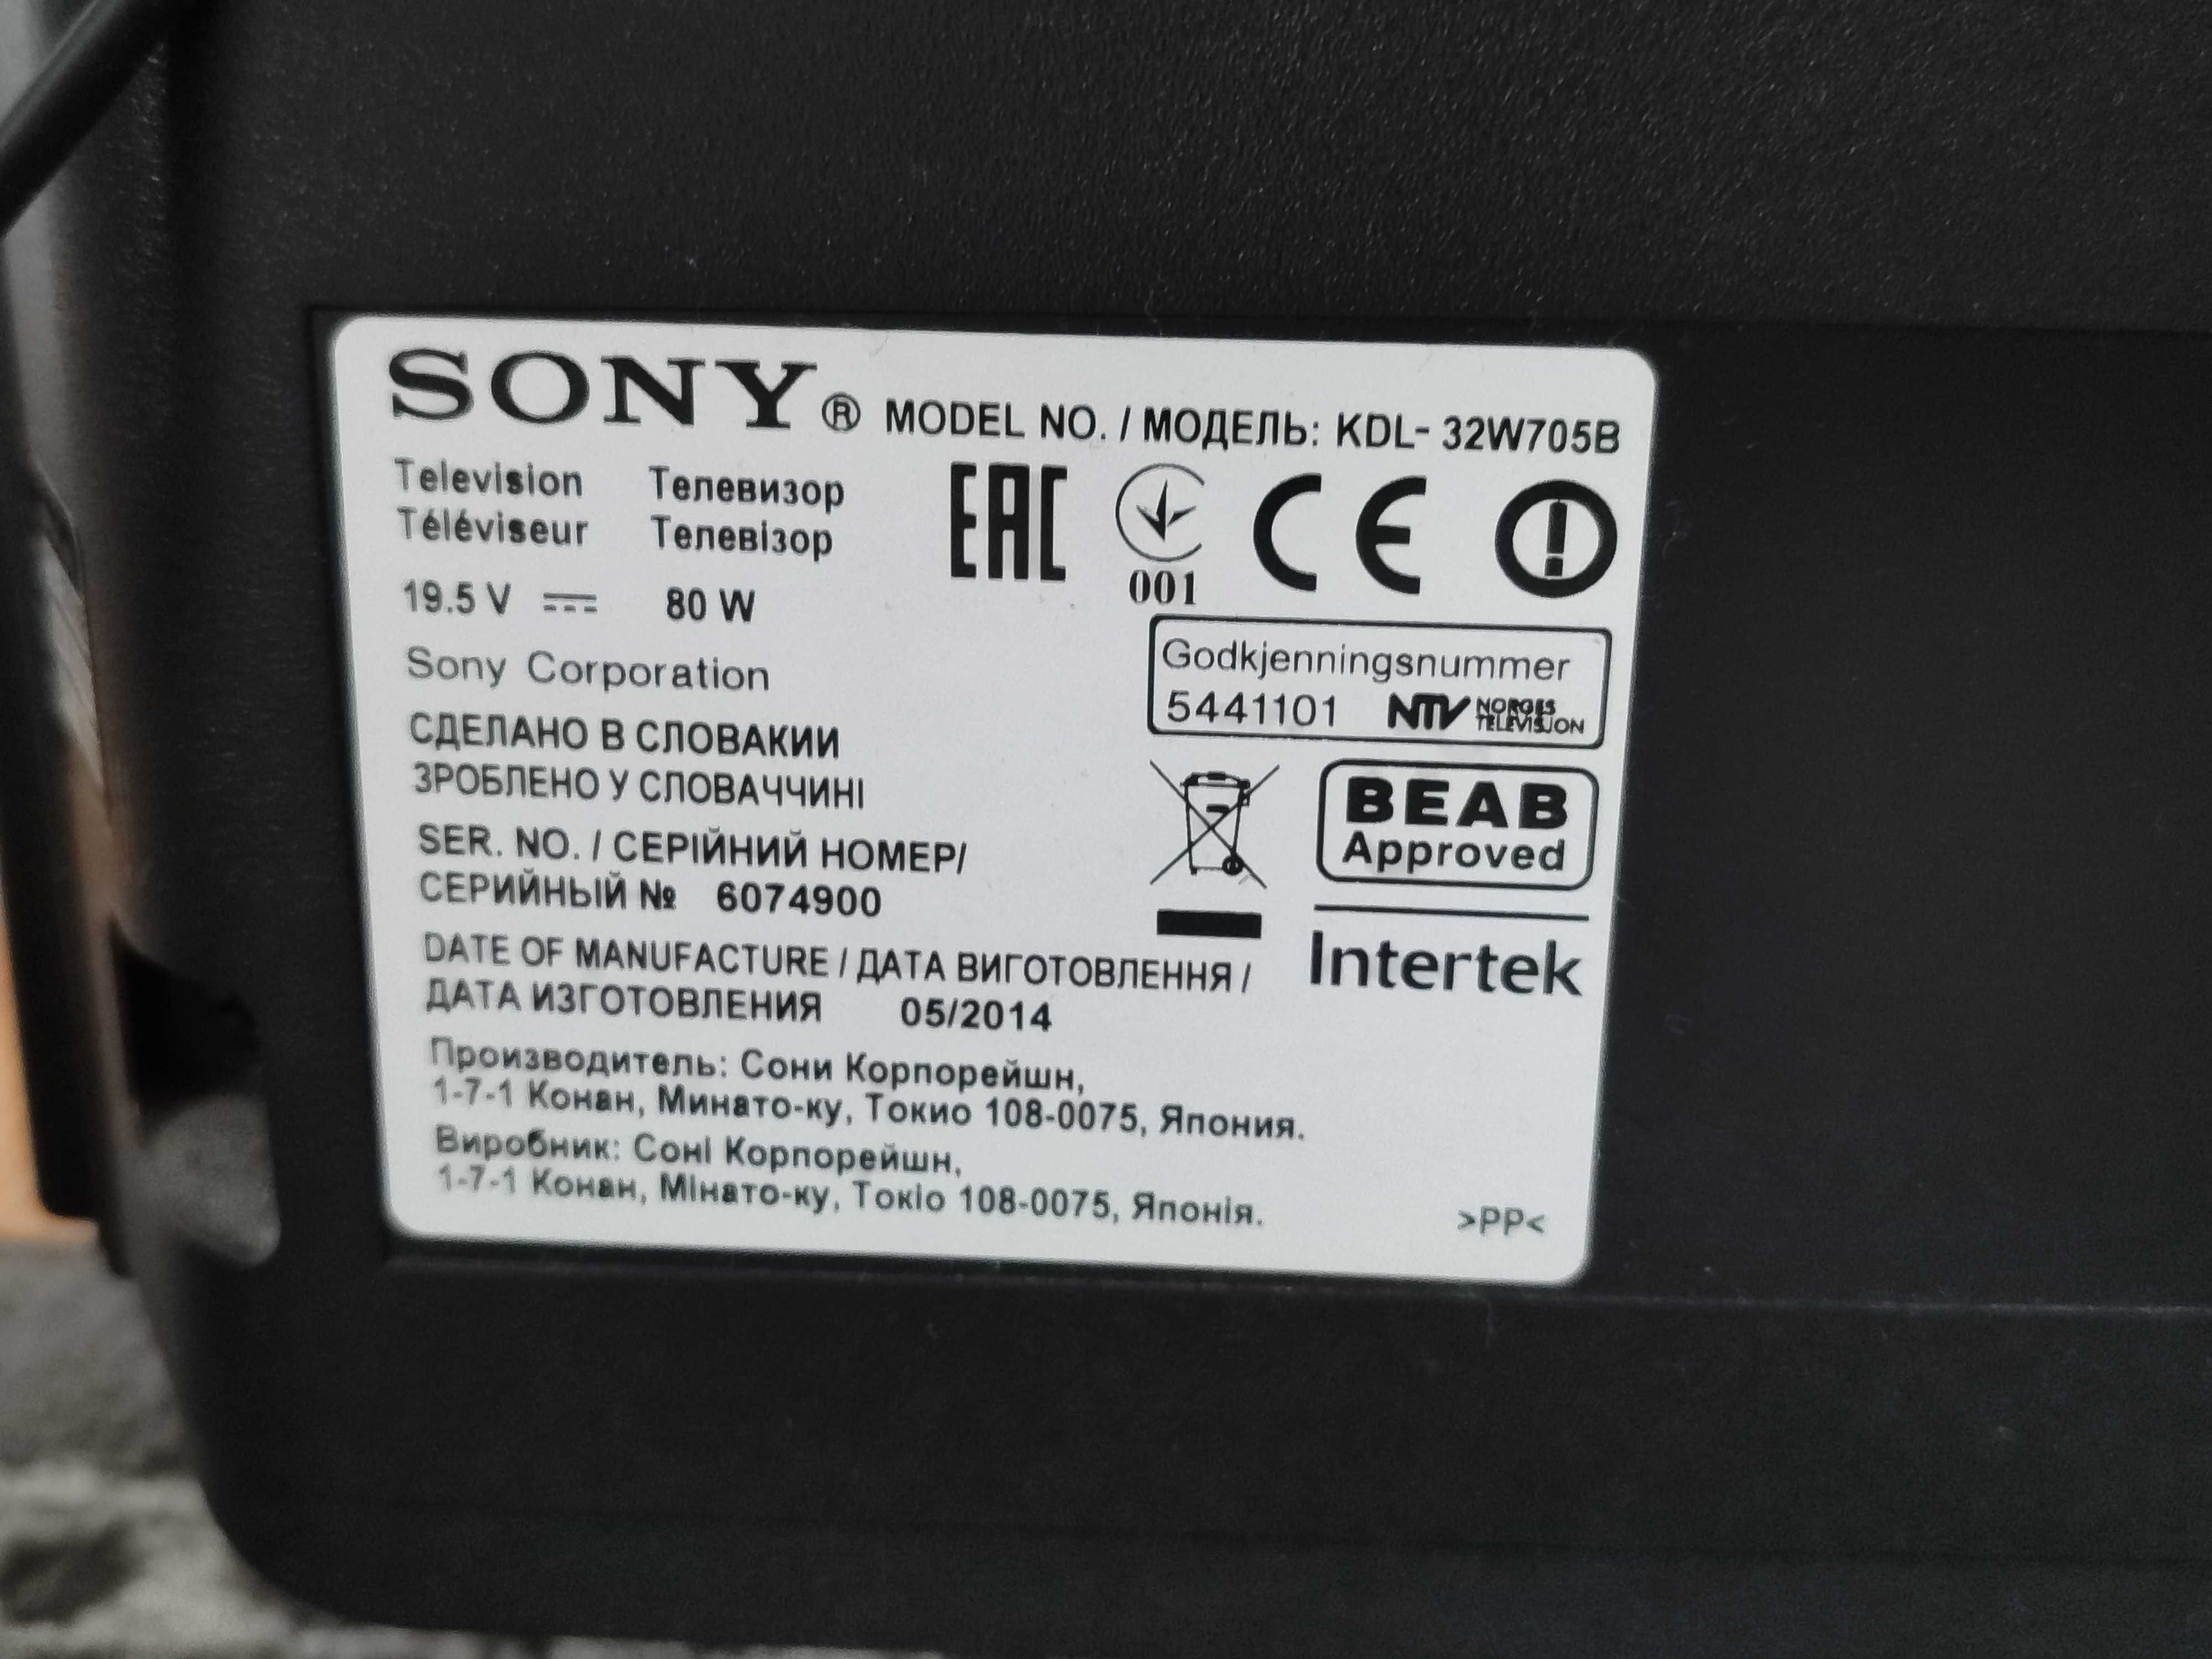 SONY® MODEL NO. / МОДЕЛЬ: KDL- 32W705B
Television Телевизор
Téléviseur Телевізор
EAC
001
CE
19.5 V 80 W
Godkjenningsnummer
5441101 NTV NORGES TELEVISJON
Sony Corporation
СДЕЛАНО В СЛОВАКИИ
ЗРОБЛЕНО У СЛОВАЧЧИНІ
BEAB
Approved
SER. NO. / СЕРІЙНИЙ НОМЕР/
СЕРИЙНЫЙ № 6074900
Intertek
DATE OF MANUFACTURE / ДАТА ВИГОТОВЛЕННЯ /
ДАТА ИЗГОТОВЛЕНИЯ 05/2014
Производитель: Сони Корпорейшн,
1-7-1 Конан, Минато-ку, Токио 108-0075, Япония.
Виробник: Соні Корпорейшн,
1-7-1 Конан, Мінато-ку, Токіо 108-0075, Японія.
>PP<